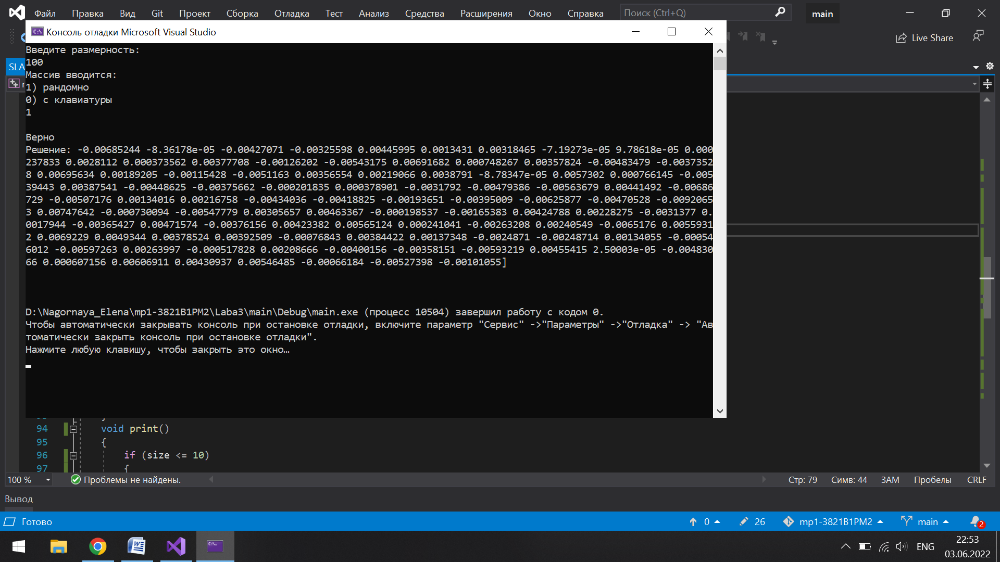 Файл Правка Вид Git Проект Сборка Отладка Тест Анализ Средства Расширения Окно Справка Поиск (Ctrl+Q) main
Консоль отладки Microsoft Visual Studio
Live Share
SLA
Введите размерность:
100
Массив вводится:
1) рандомно
0) с клавиатуры
1
Верно
Решение: -0.00685244 -8.36178e-05 -0.00427071 -0.00325598 0.00445995 0.0013431 0.00318465 -7.19273e-05 9.78618e-05 0.000
237833 0.0028112 0.000373562 0.00377708 -0.00126202 -0.00543175 0.00691682 0.000748267 0.00357824 -0.00483479 -0.0037352
8 0.00695634 0.00189205 -0.00115428 -0.0051163 0.00356554 0.00219066 0.0038791 -8.78347e-05 0.0057302 0.000766145 -0.005
39443 0.00387541 -0.00448625 -0.00375662 -0.000201835 0.000378901 -0.0031792 -0.00479386 -0.00563679 0.00441492 -0.00686
729 -0.00507176 0.00134016 0.00216758 -0.00434036 -0.00418825 -0.00193651 -0.00395009 -0.00625877 -0.00470528 -0.0092065
3 0.00747642 -0.000730094 -0.00547779 0.00305657 0.00463367 -0.000198537 -0.00165383 0.00424788 0.00228275 -0.0031377 0.
0017944 -0.00365427 0.00471574 -0.00376156 0.00423382 0.00565124 0.000241041 -0.00263208 0.00240549 -0.0065176 0.0055931
2 0.0069229 0.0049344 0.00378524 0.00392509 -0.00076843 0.00384422 0.00137348 -0.0024871 -0.00248714 0.00134055 -0.00054
6012 -0.00597263 0.00263997 -0.000517828 0.00208666 -0.00400156 -0.00358151 -0.00593219 0.00455415 2.50003e-05 -0.004830
66 0.000607156 0.00606911 0.00430937 0.00546485 -0.00066184 -0.00527398 -0.00101055]
D:\Nagornaya_Elena\mp1-3821B1PM2\Laba3\main\Debug\main.exe (процесс 10504) завершил работу с кодом 0.
Чтобы автоматически закрывать консоль при остановке отладки, включите параметр "Сервис" ->"Параметры" ->"Отладка" -> "Ав
томатически закрыть консоль при остановке отладки".
Нажмите любую клавишу, чтобы закрыть это окно…
94 void print()
95 {
96 if (size <= 10)
97 {
100 % Проблемы не найдены. Стр: 79 Симв: 44 ЗАМ Пробелы CRLF
Вывод
Готово 0 26 mp1-3821B1PM2 main 2
ENG 22:53
03.06.2022